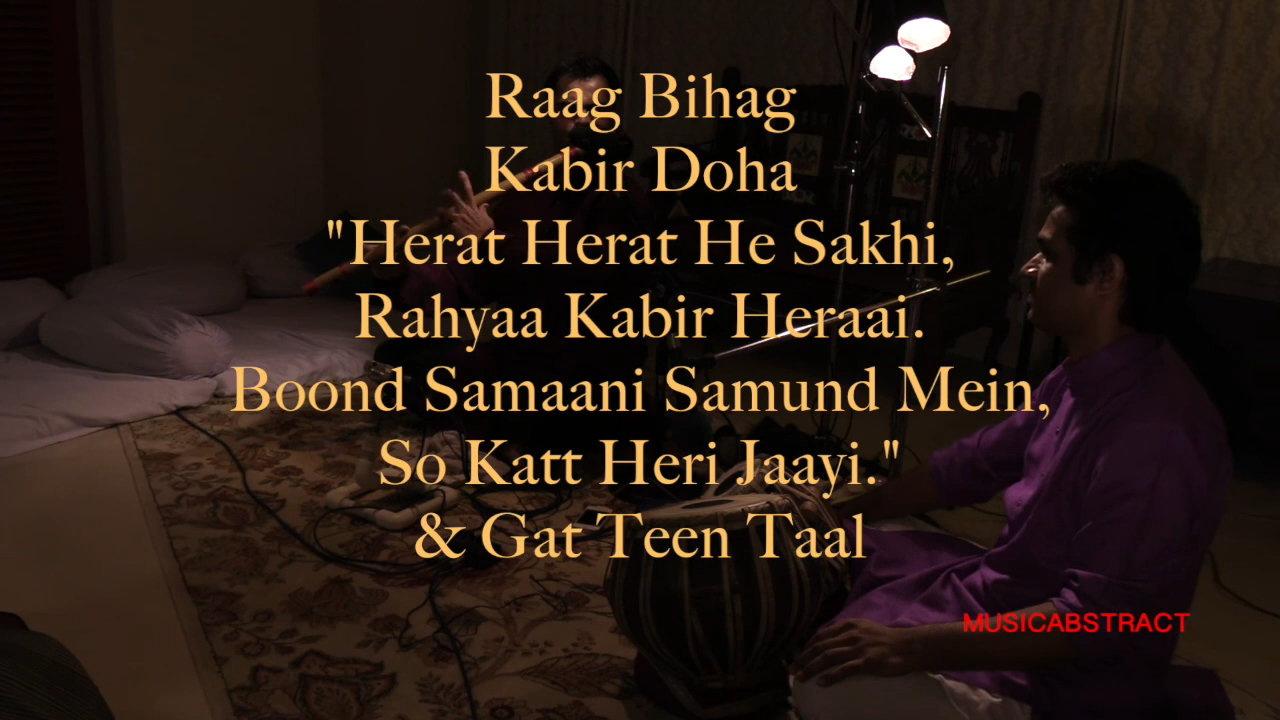 Raag Bihag
Kabir Doha
"Herat Herat He Sakhi,
Rahyaa Kabir Heraai.
Boond Samaani Samund Mein,
So Katt Heri Jaayi."
& Gat Teen Taal
MUSICABSTRACT